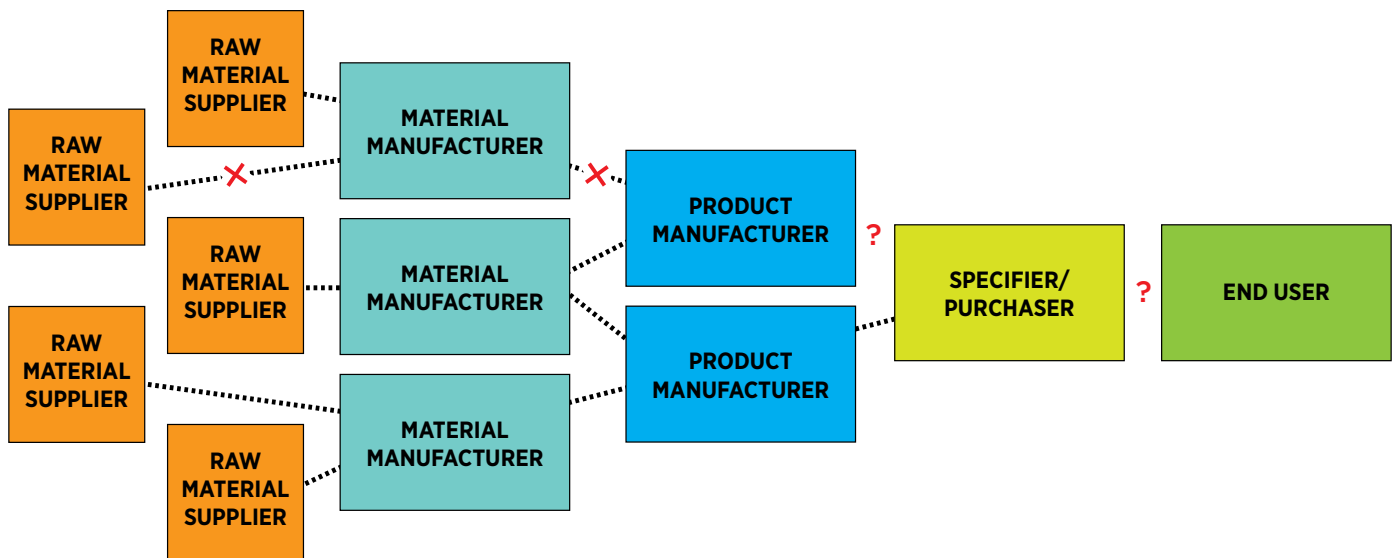 RAW
MATERIAL
SUPPLIER
RAW
MATERIAL
SUPPLIER
RAW
MATERIAL
SUPPLIER
RAW
MATERIAL
SUPPLIER
RAW
MATERIAL
SUPPLIER
MATERIAL
MANUFACTURER
MATERIAL
MANUFACTURER
MATERIAL
MANUFACTURER
PRODUCT
MANUFACTURER
PRODUCT
MANUFACTURER
?
SPECIFIER/
PURCHASER
?
END USER